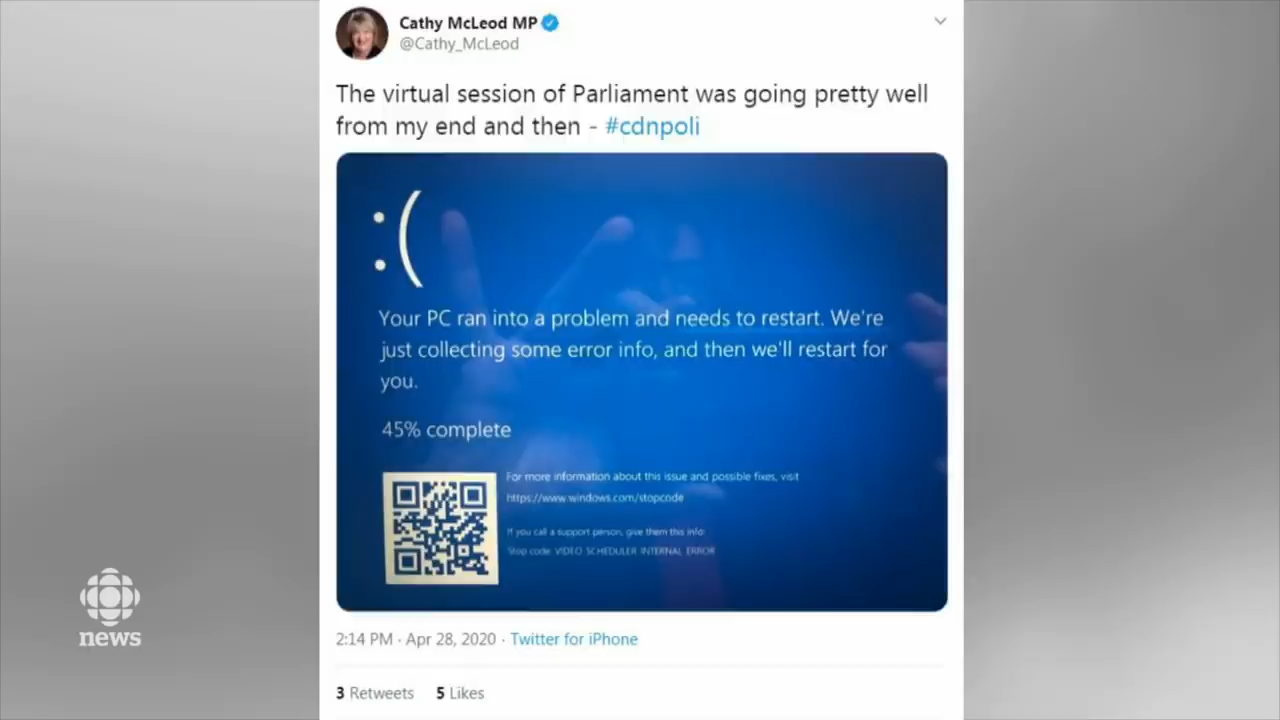 Cathy McLeod MP
@Cathy_McLeod
The virtual session of Parliament was going pretty well
from my end and then - #cdnpoli
:(
Your PC ran into a problem and needs to restart. We're
just collecting some error info, and then we'll restart for
you.
45% complete
For more information about this issue and possible fixes, visit
https://www.windows.com/stopcode
If you call a support person, give them this info:
Stop code: VIDEO SCHEDULER INTERNAL ERROR
2:14 PM · Apr 28, 2020 · Twitter for iPhone
3 Retweets 5 Likes
news